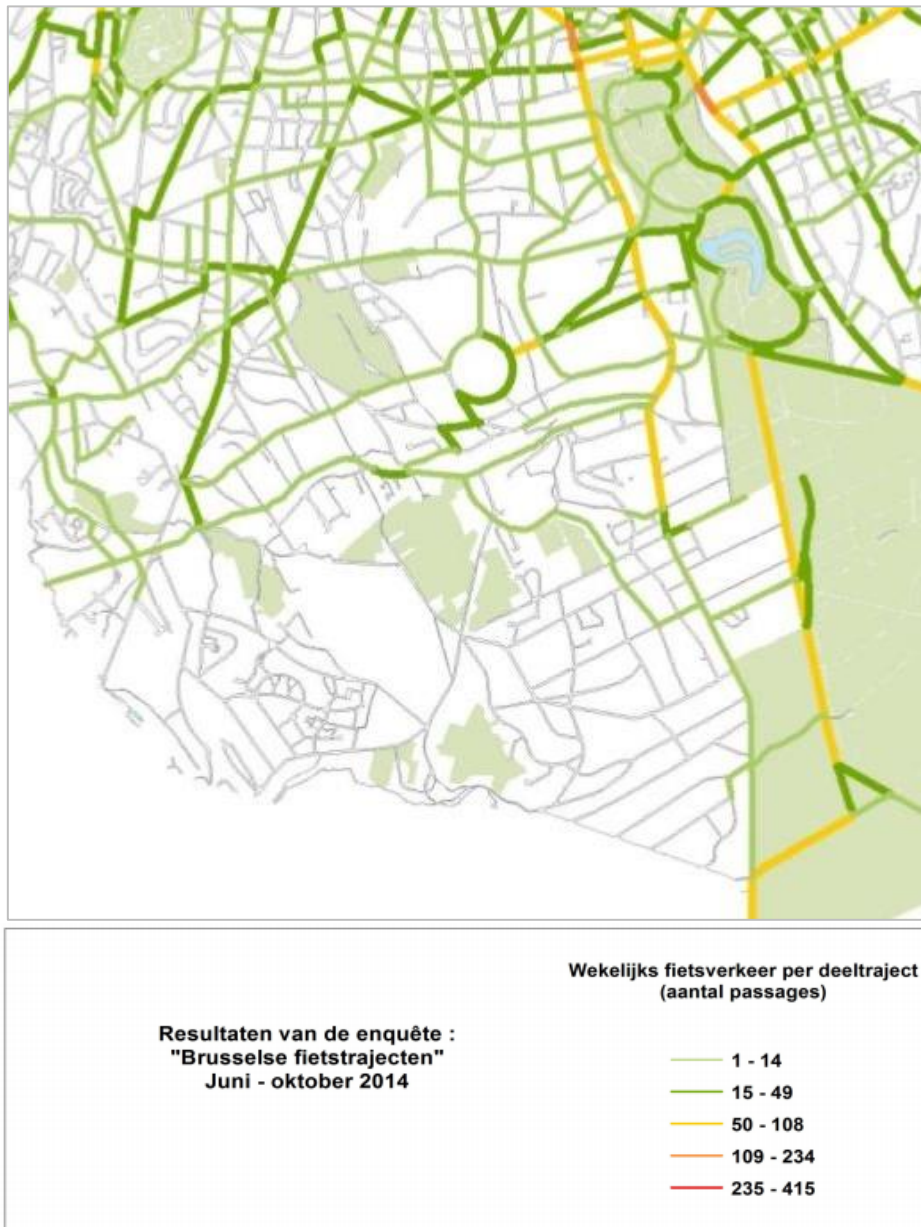 Resultaten van de enquête :
"Brusselse fietstrajecten"
Juni - oktober 2014
Wekelijks fietsverkeer per deeltraject
(aantal passages)
1 - 14
15 - 49
50 - 108
109 - 234
235 - 415